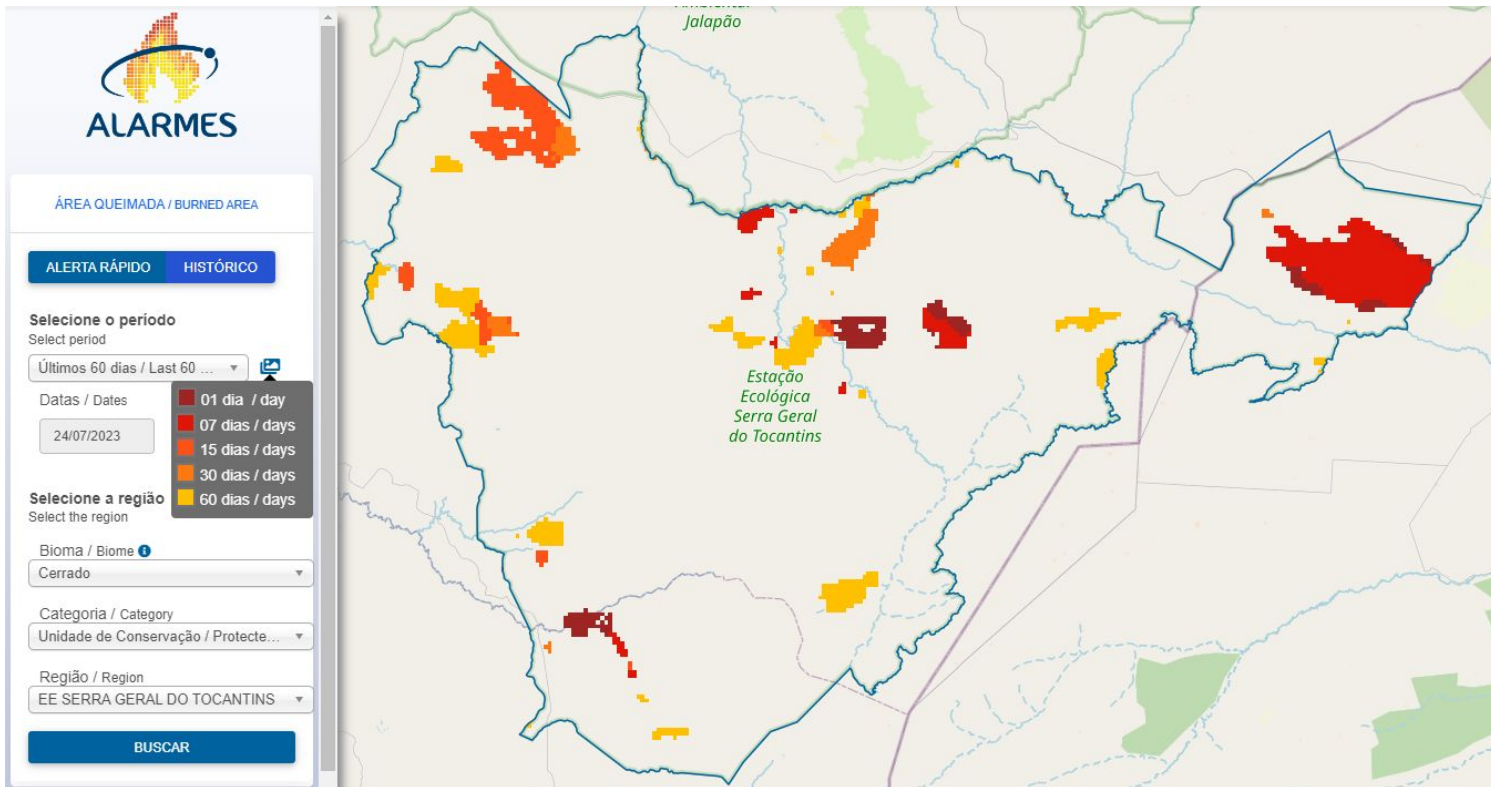 ALARMES
ÁREA QUEIMADA / BURNED AREA
ALERTA RÁPIDO HISTÓRICO
Selecione o período
Select period
Últimos 60 dias / Last 60 ...
Datas / Dates
24/07/2023
01 dia / day
07 dias / days
15 dias / days
30 dias / days
60 dias / days
Selecione a região
Select the region
Bioma / Biome
Cerrado
Categoria / Category
Unidade de Conservação / Protecte...
Região / Region
EE SERRA GERAL DO TOCANTINS
BUSCAR
Jalapão
Estação
Ecológica
Serra Geral
do Tocantins